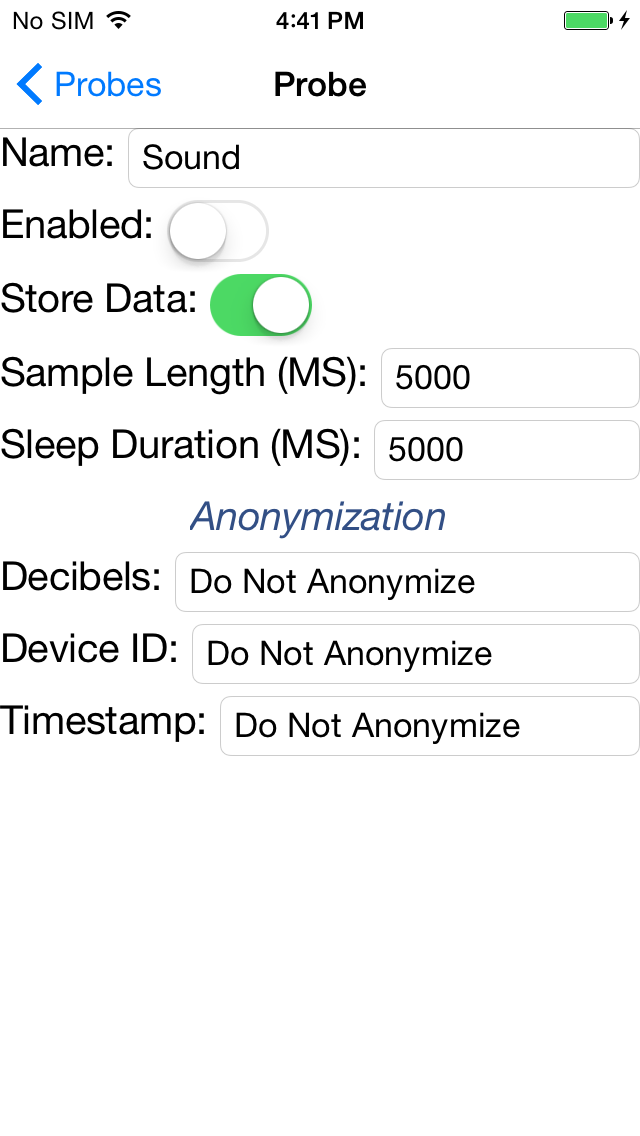 No SIM 4:41 PM
Probes Probe
Name: Sound
Enabled:
Store Data:
Sample Length (MS): 5000
Sleep Duration (MS): 5000
Anonymization
Decibels: Do Not Anonymize
Device ID: Do Not Anonymize
Timestamp: Do Not Anonymize